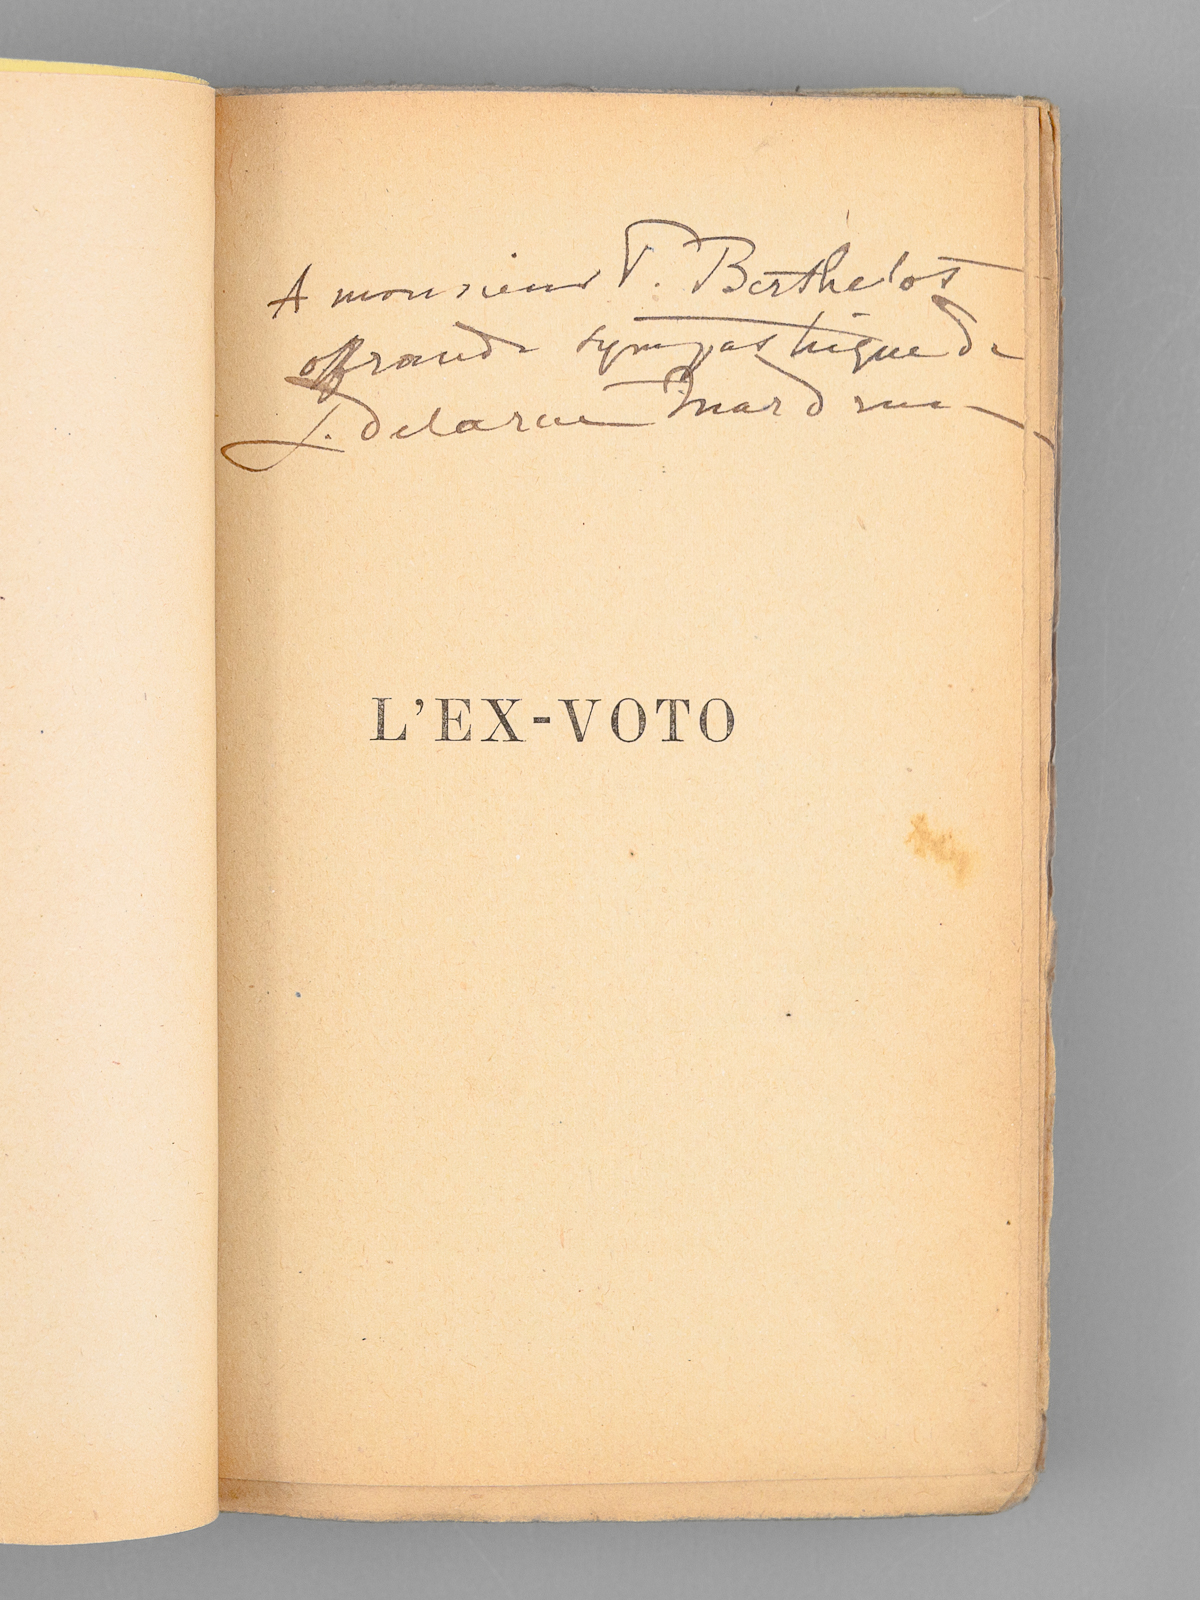 A monsieur P. Berthelot
offrande sympathique de
L. Delarue Mardrus
L'EX-VOTO